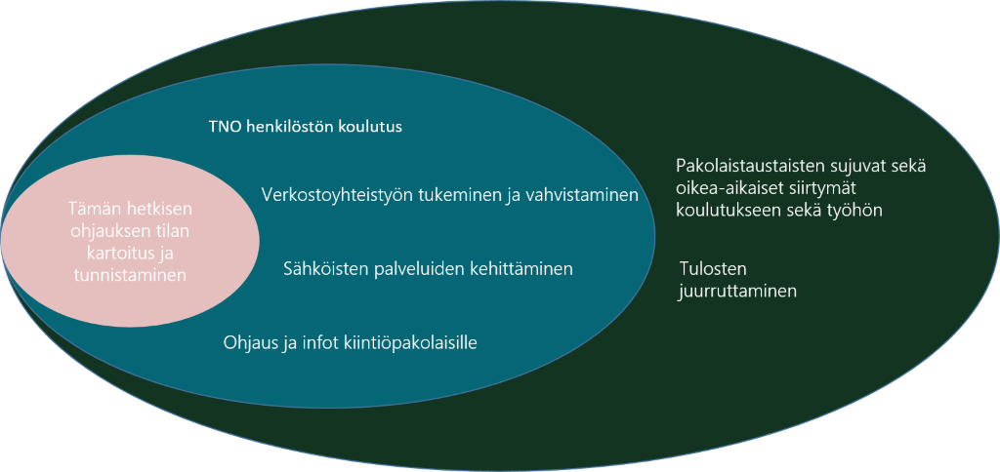 TNO henkilöstön koulutus
Verkostoyhteistyön tukeminen ja vahvistaminen
Tämän hetkisen
ohjauksen tilan
kartoitus ja
tunnistaminen
Sähköisten palveluiden kehittäminen
Ohjaus ja infot kiintiöpakolaisille
Pakolaistaustaisten sujuvat sekä
oikea-aikaiset siirtymät
koulutukseen sekä työhön
Tulosten
juurruttaminen